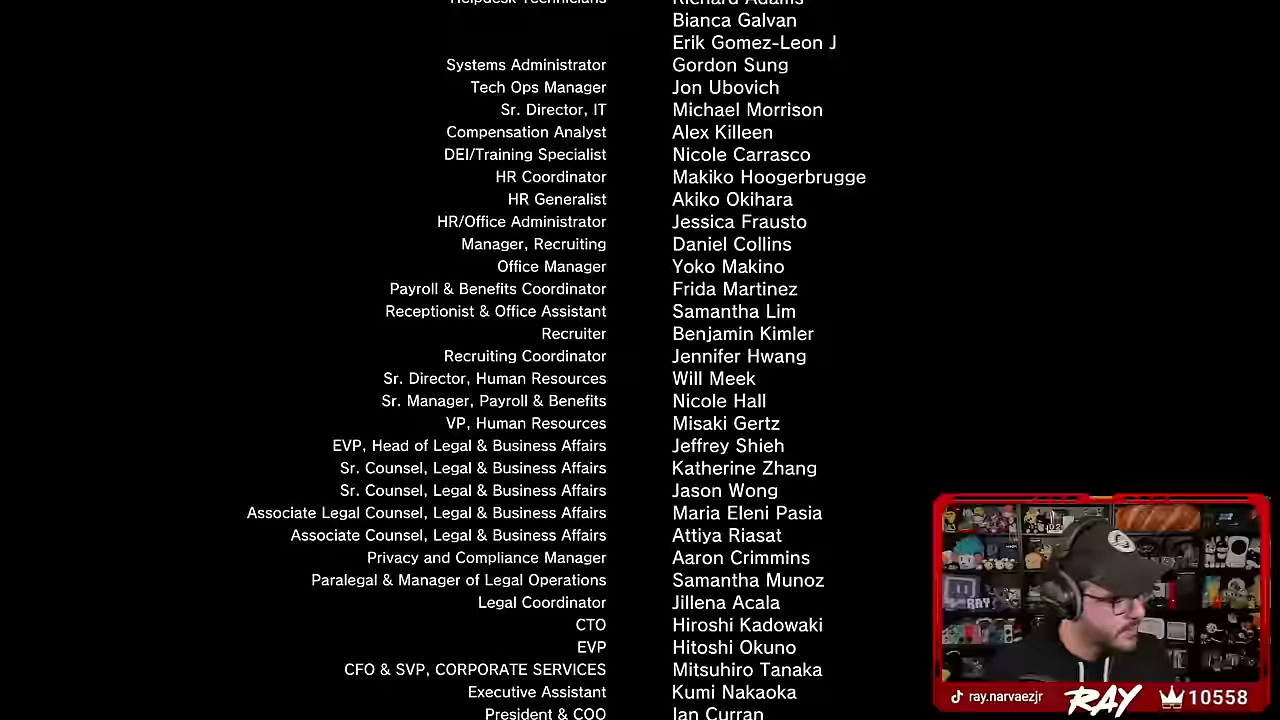 Helpdesk Technicians Richard Adams
Bianca Galvan
Erik Gomez-Leon J
Systems Administrator Gordon Sung
Tech Ops Manager Jon Ubovich
Sr. Director, IT Michael Morrison
Compensation Analyst Alex Killeen
DEI/Training Specialist Nicole Carrasco
HR Coordinator Makiko Hoogerbrugge
HR Generalist Akiko Okihara
HR/Office Administrator Jessica Frausto
Manager, Recruiting Daniel Collins
Office Manager Yoko Makino
Payroll & Benefits Coordinator Frida Martinez
Receptionist & Office Assistant Samantha Lim
Recruiter Benjamin Kimler
Recruiting Coordinator Jennifer Hwang
Sr. Director, Human Resources Will Meek
Sr. Manager, Payroll & Benefits Nicole Hall
VP, Human Resources Misaki Gertz
EVP, Head of Legal & Business Affairs Jeffrey Shieh
Sr. Counsel, Legal & Business Affairs Katherine Zhang
Sr. Counsel, Legal & Business Affairs Jason Wong
Associate Legal Counsel, Legal & Business Affairs Maria Eleni Pasia
Associate Counsel, Legal & Business Affairs Attiya Riasat
Privacy and Compliance Manager Aaron Crimmins
Paralegal & Manager of Legal Operations Samantha Munoz
Legal Coordinator Jillena Acala
CTO Hiroshi Kadowaki
EVP Hitoshi Okuno
CFO & SVP, CORPORATE SERVICES Mitsuhiro Tanaka
Executive Assistant Kumi Nakaoka
President & COO Ian Curran
RAY
ray.narvaezjr RAY 10558